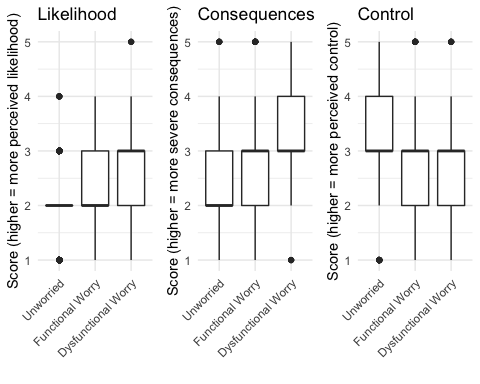 Likelihood
Score (higher = more perceived likelihood)
5
4
3
2
1
Unworried
Functional Worry
Dysfunctional Worry
Consequences
Score (higher = more severe consequences)
5
4
3
2
1
Unworried
Functional Worry
Dysfunctional Worry
Control
Score (higher = more perceived control)
5
4
3
2
1
Unworried
Functional Worry
Dysfunctional Worry